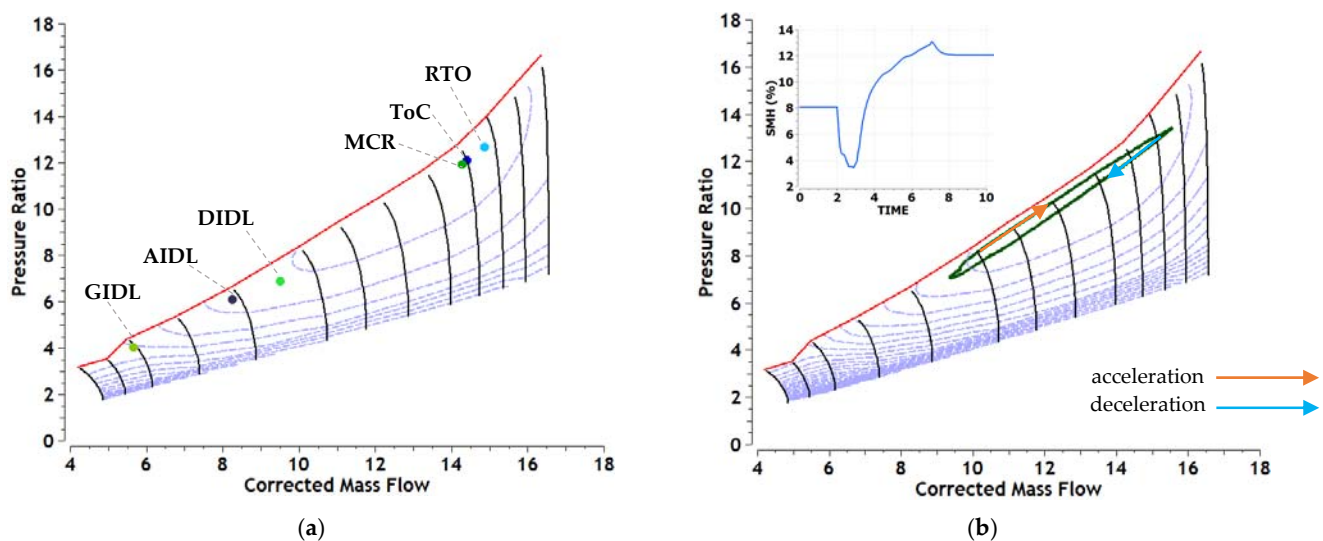 18
16
14
12
10
8
6
4
2
0
Pressure Ratio
RTO
ToC
MCR
DIDL
AIDL
GIDL
4 6 8 10 12 14 16 18
Corrected Mass Flow
(a)
18
16
14
12
10
8
6
4
2
0
Pressure Ratio
14
12
10
8
6
4
2
SMH (%)
0 2 4 6 8 10
TIME
acceleration
deceleration
4 6 8 10 12 14 16 18
Corrected Mass Flow
(b)